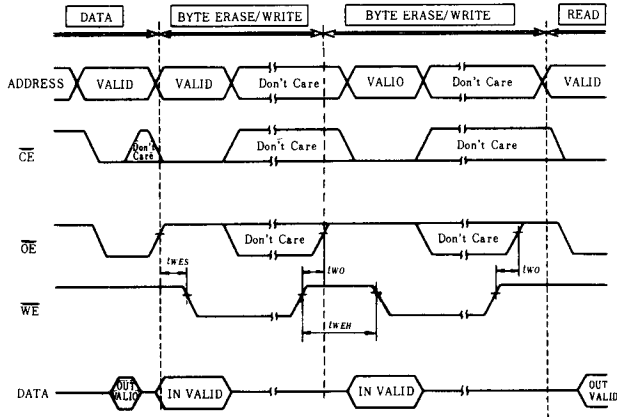 DATA BYTE ERASE/WRITE BYTE ERASE/WRITE READ
ADDRESS VALID VALID Don't Care VALIO Don't Care VALID
CE Don't Care Don't Care Don't Care
OE Don't Care Don't Care
tWES tWO tWO
WE
tWEH
DATA OUT VALIO IN VALID IN VALID OUT VALID